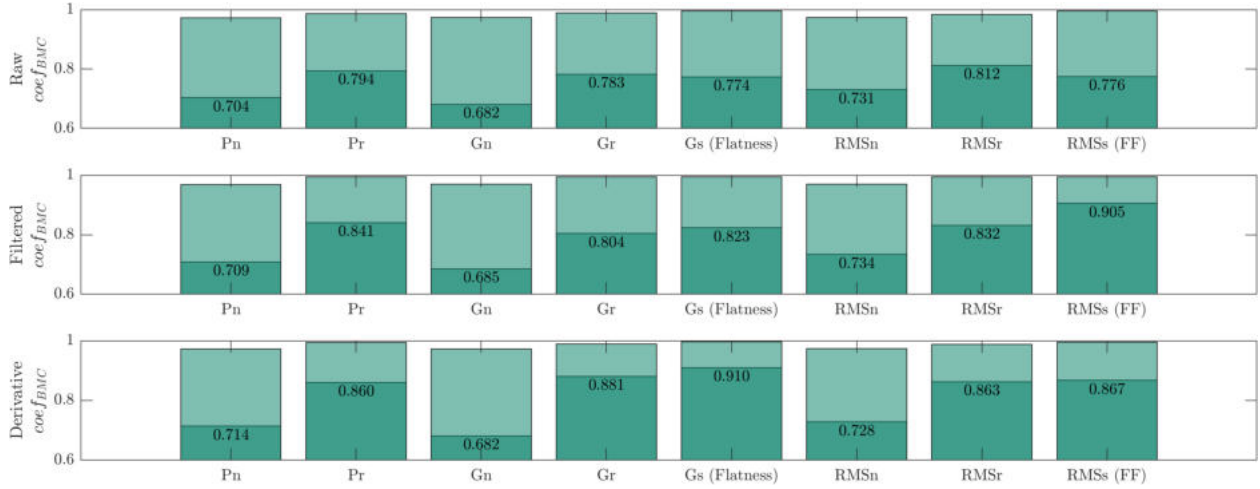 Raw
coef_BMC
1
0.8
0.6
0.704
0.794
0.682
0.783
0.774
0.731
0.812
0.776
Pn
Pr
Gn
Gr
Gs (Flatness)
RMSn
RMSr
RMSs (FF)
Filtered
coef_BMC
1
0.8
0.6
0.709
0.841
0.685
0.804
0.823
0.734
0.832
0.905
Pn
Pr
Gn
Gr
Gs (Flatness)
RMSn
RMSr
RMSs (FF)
Derivative
coef_BMC
1
0.8
0.6
0.714
0.860
0.682
0.881
0.910
0.728
0.863
0.867
Pn
Pr
Gn
Gr
Gs (Flatness)
RMSn
RMSr
RMSs (FF)